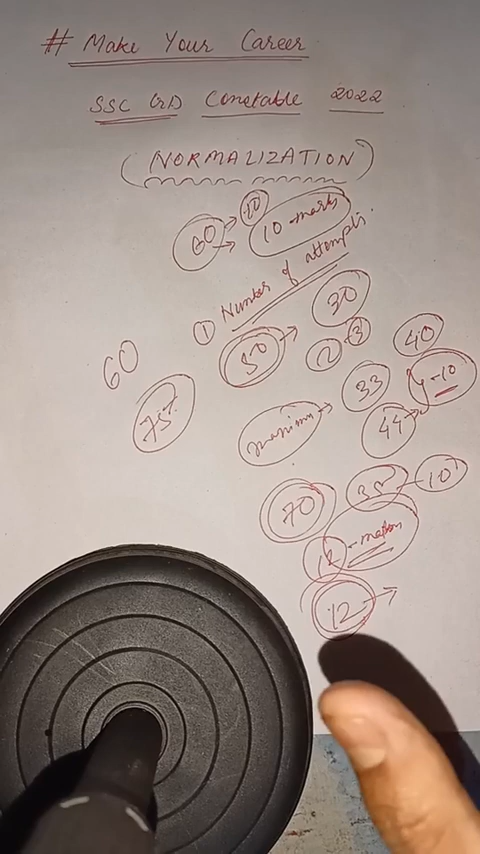 # Make Your Career
SSC GD Constable 2022
(NORMALIZATION)
60 → 10
→ 10 marks
① Number of attempts.
30
50 →
2 3
40
60
33
4-10
75%
44 →
70
35 - 10
12 -
12 →